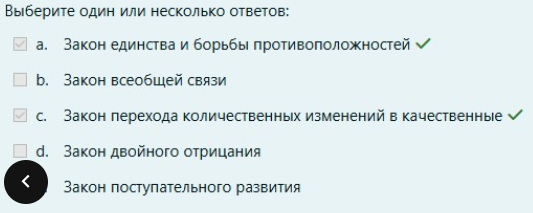 Выберите один или несколько ответов:
a. Закон единства и борьбы противоположностей
b. Закон всеобщей связи
c. Закон перехода количественных изменений в качественные
d. Закон двойного отрицания
Закон поступательного развития